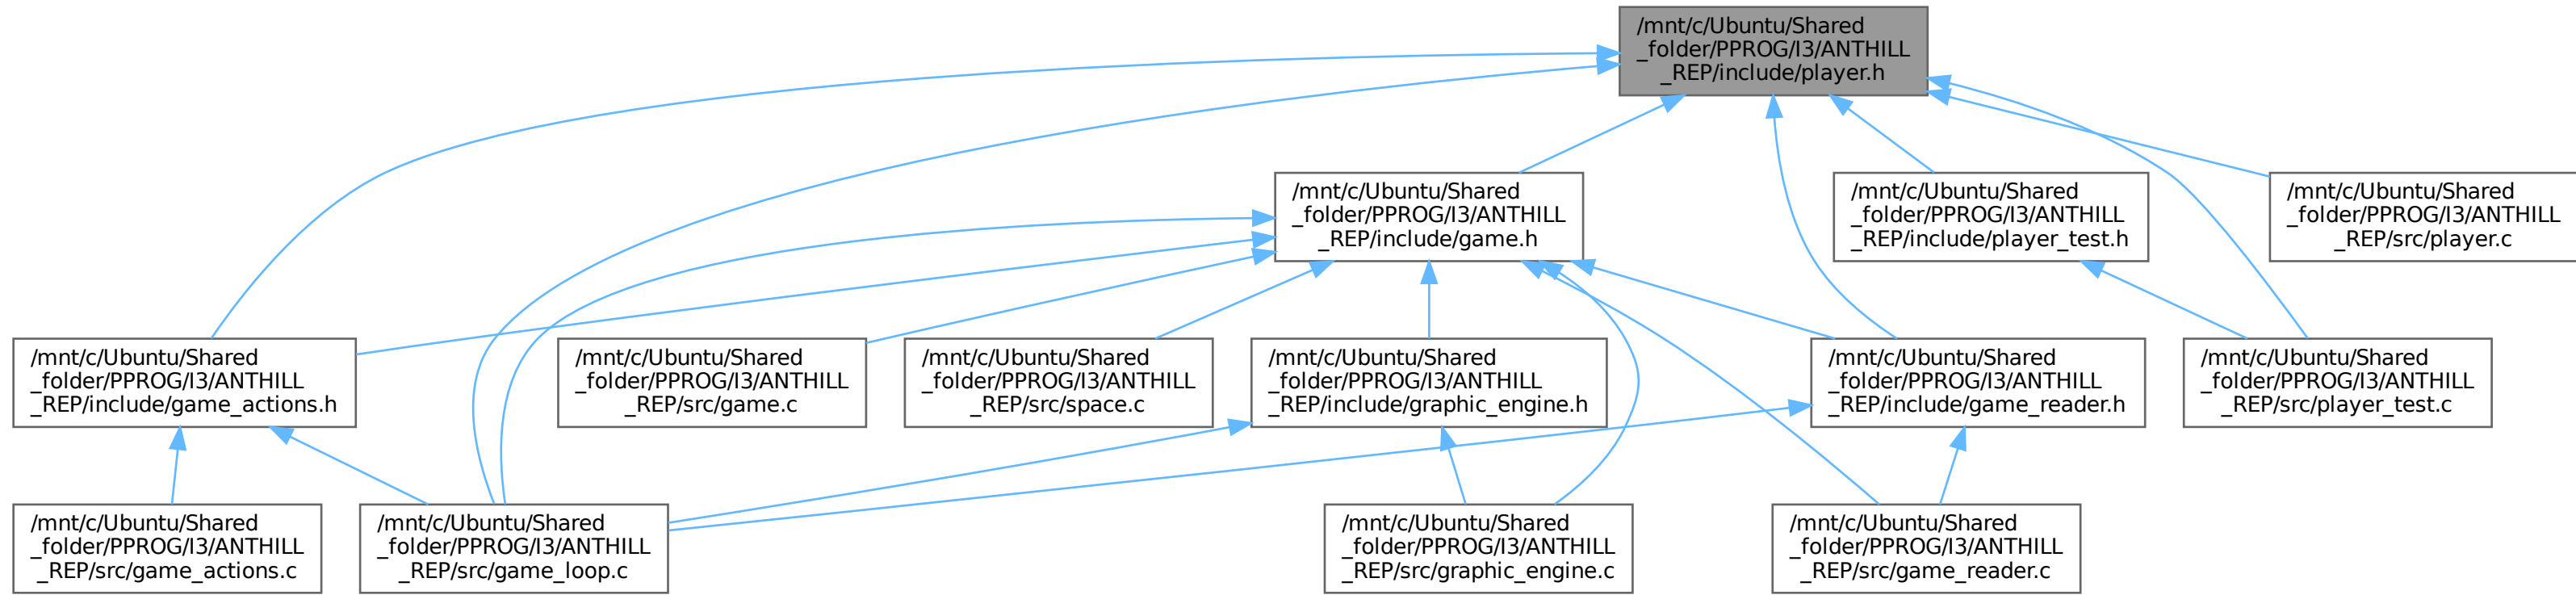 /mnt/c/Ubuntu/Shared
_folder/PPROG/I3/ANTHILL
_REP/include/player.h
/mnt/c/Ubuntu/Shared
_folder/PPROG/I3/ANTHILL
_REP/include/game.h
/mnt/c/Ubuntu/Shared
_folder/PPROG/I3/ANTHILL
_REP/include/player_test.h
/mnt/c/Ubuntu/Shared
_folder/PPROG/I3/ANTHILL
_REP/src/player.c
/mnt/c/Ubuntu/Shared
_folder/PPROG/I3/ANTHILL
_REP/include/game_actions.h
/mnt/c/Ubuntu/Shared
_folder/PPROG/I3/ANTHILL
_REP/src/game.c
/mnt/c/Ubuntu/Shared
_folder/PPROG/I3/ANTHILL
_REP/src/space.c
/mnt/c/Ubuntu/Shared
_folder/PPROG/I3/ANTHILL
_REP/include/graphic_engine.h
/mnt/c/Ubuntu/Shared
_folder/PPROG/I3/ANTHILL
_REP/include/game_reader.h
/mnt/c/Ubuntu/Shared
_folder/PPROG/I3/ANTHILL
_REP/src/player_test.c
/mnt/c/Ubuntu/Shared
_folder/PPROG/I3/ANTHILL
_REP/src/game_actions.c
/mnt/c/Ubuntu/Shared
_folder/PPROG/I3/ANTHILL
_REP/src/game_loop.c
/mnt/c/Ubuntu/Shared
_folder/PPROG/I3/ANTHILL
_REP/src/graphic_engine.c
/mnt/c/Ubuntu/Shared
_folder/PPROG/I3/ANTHILL
_REP/src/game_reader.c